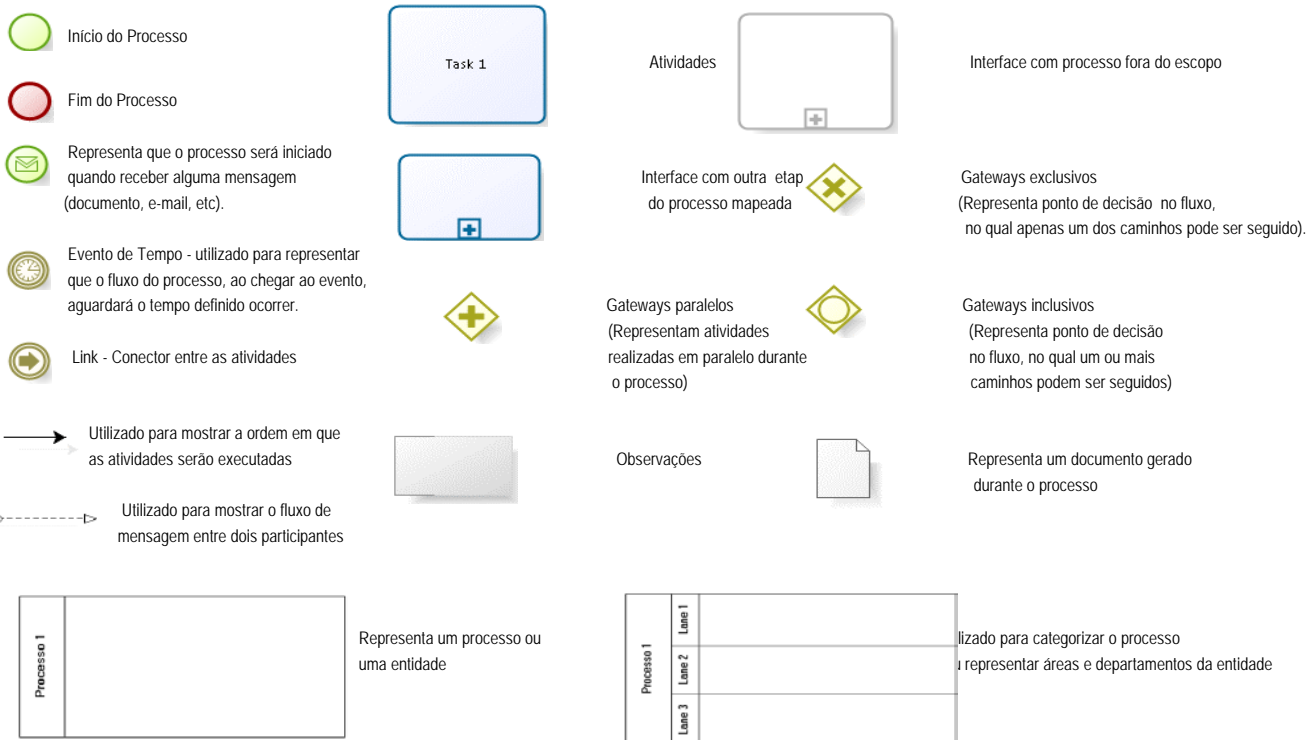 Início do Processo
Task 1
Atividades
Interface com processo fora do escopo
Fim do Processo
Representa que o processo será iniciado
quando receber alguma mensagem
(documento, e-mail, etc).
Interface com outra etap
do processo mapeada
Gateways exclusivos
(Representa ponto de decisão no fluxo,
no qual apenas um dos caminhos pode ser seguido).
Evento de Tempo - utilizado para representar
que o fluxo do processo, ao chegar ao evento,
aguardará o tempo definido ocorrer.
Gateways paralelos
(Representam atividades
realizadas em paralelo durante
o processo)
Gateways inclusivos
(Representa ponto de decisão
no fluxo, no qual um ou mais
caminhos podem ser seguidos)
Link - Conector entre as atividades
Utilizado para mostrar a ordem em que
as atividades serão executadas
Observações
Representa um documento gerado
durante o processo
Utilizado para mostrar o fluxo de
mensagem entre dois participantes
Processo 1
Representa um processo ou
uma entidade
Processo 1
Lane 1
Lane 2
Lane 3
lizado para categorizar o processo
representar áreas e departamentos da entidade